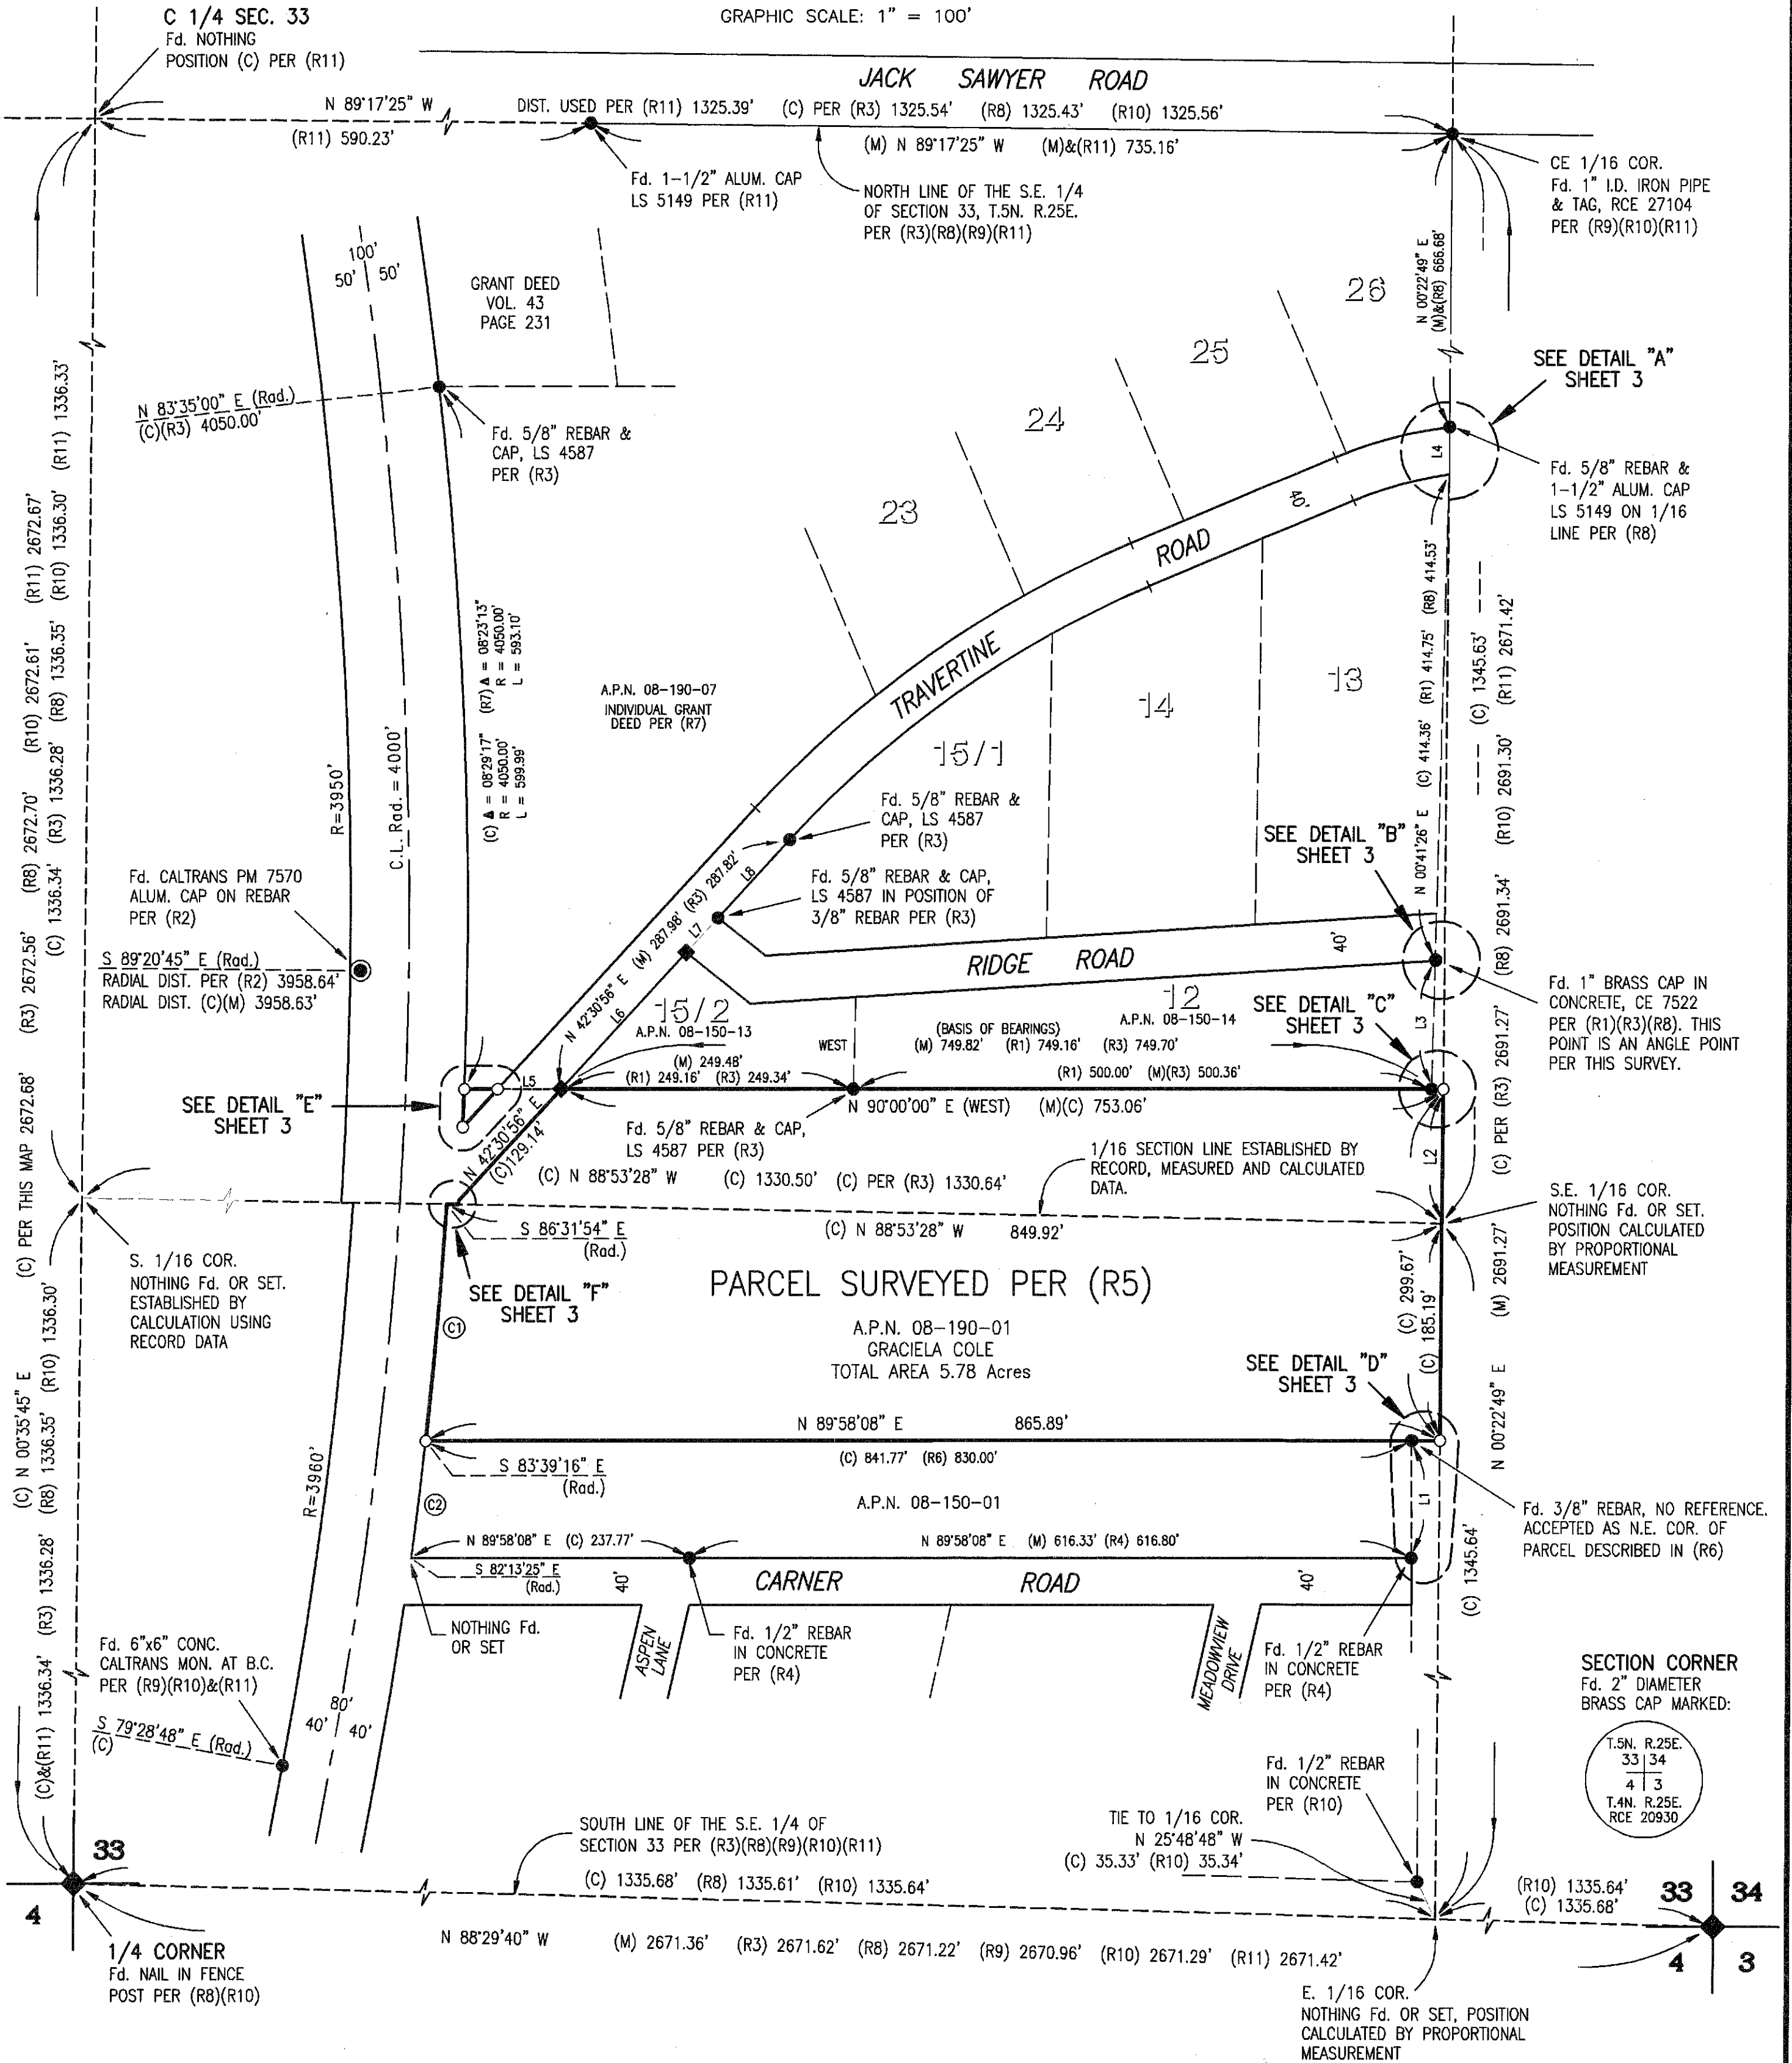 GRAPHIC SCALE: 1" = 100'
C 1/4 SEC. 33
Fd. NOTHING
POSITION (C) PER (R11)
JACK SAWYER ROAD
N 89°17'25" W
DIST. USED PER (R11) 1325.39' (C) PER (R3) 1325.54' (R8) 1325.43' (R10) 1325.56'
(R11) 590.23'
(M) N 89°17'25" W (M)&(R11) 735.16'
Fd. 1-1/2" ALUM. CAP
LS 5149 PER (R11)
NORTH LINE OF THE S.E. 1/4
OF SECTION 33, T.5N. R.25E.
PER (R3)(R8)(R9)(R11)
CE 1/16 COR.
Fd. 1" I.D. IRON PIPE
& TAG, RCE 27104
PER (R9)(R10)(R11)
N 00°22'49" E
(M)&(R8) 666.68'
100'
50' 50'
GRANT DEED
VOL. 43
PAGE 231
26
25
24
23
SEE DETAIL "A"
SHEET 3
N 83°35'00" E (Rad.)
(C)(R3) 4050.00'
Fd. 5/8" REBAR &
CAP, LS 4587
PER (R3)
L4
Fd. 5/8" REBAR &
1-1/2" ALUM. CAP
LS 5149 ON 1/16
LINE PER (R8)
40'
TRAVERTINE ROAD
(C) PER THIS MAP 2672.68' (R3) 2672.56' (R8) 2672.70' (R10) 2672.61' (R11) 2672.67'
(C) 1336.34' (R3) 1336.28' (R8) 1336.35' (R10) 1336.30' (R11) 1336.33'
R=3950'
C.L. Rad. = 4000'
(C) Δ = 08°29'17"
R = 4050.00'
L = 599.99'
(R7) Δ = 08°23'13"
R = 4050.00'
L = 593.10'
A.P.N. 08-190-07
INDIVIDUAL GRANT
DEED PER (R7)
15/1
14
13
N 00°41'26" E (C) 414.36' (R1) 414.75' (R8) 414.53'
(C) 1345.63'
(C) PER (R3) 2691.27' (R8) 2691.34' (R10) 2691.30' (R11) 2671.42'
Fd. 5/8" REBAR &
CAP, LS 4587
PER (R3)
SEE DETAIL "B"
SHEET 3
Fd. CALTRANS PM 7570
ALUM. CAP ON REBAR
PER (R2)
Fd. 5/8" REBAR & CAP,
LS 4587 IN POSITION OF
3/8" REBAR PER (R3)
N 42°30'56" E (M) 287.98' (R3) 287.82'
L8
L7
L6
S 89°20'45" E (Rad.)
RADIAL DIST. PER (R2) 3958.64'
RADIAL DIST. (C)(M) 3958.63'
RIDGE ROAD
40'
Fd. 1" BRASS CAP IN
CONCRETE, CE 7522
PER (R1)(R3)(R8). THIS
POINT IS AN ANGLE POINT
PER THIS SURVEY.
15/2
A.P.N. 08-150-13
12
A.P.N. 08-150-14
SEE DETAIL "C"
SHEET 3
L3
(BASIS OF BEARINGS)
WEST
(M) 749.82' (R1) 749.16' (R3) 749.70'
(M) 249.48'
(R1) 249.16' (R3) 249.34'
(R1) 500.00' (M)(R3) 500.36'
L5
N 90°00'00" E (WEST) (M)(C) 753.06'
SEE DETAIL "E"
SHEET 3
Fd. 5/8" REBAR & CAP,
LS 4587 PER (R3)
N 42°30'56" E
(C)129.14'
1/16 SECTION LINE ESTABLISHED BY
RECORD, MEASURED AND CALCULATED
DATA.
L2
(C) N 88°53'28" W (C) 1330.50' (C) PER (R3) 1330.64'
S.E. 1/16 COR.
NOTHING Fd. OR SET.
POSITION CALCULATED
BY PROPORTIONAL
MEASUREMENT
S 86°31'54" E
(Rad.)
(C) N 88°53'28" W 849.92'
S. 1/16 COR.
NOTHING Fd. OR SET.
ESTABLISHED BY
CALCULATION USING
RECORD DATA
SEE DETAIL "F"
SHEET 3
PARCEL SURVEYED PER (R5)
A.P.N. 08-190-01
GRACIELA COLE
TOTAL AREA 5.78 Acres
C1
(C) 299.67'
(C) 185.19'
N 00°22'49" E (M) 2691.27'
SEE DETAIL "D"
SHEET 3
(C) N 00°35'45" E
(C)&(R11) 1336.34' (R3) 1336.28' (R8) 1336.35' (R10) 1336.30'
N 89°58'08" E 865.89'
(C) 841.77' (R6) 830.00'
S 83°39'16" E
(Rad.)
R=3960'
C2
A.P.N. 08-150-01
L1
Fd. 3/8" REBAR, NO REFERENCE.
ACCEPTED AS N.E. COR. OF
PARCEL DESCRIBED IN (R6)
N 89°58'08" E (C) 237.77'
N 89°58'08" E (M) 616.33' (R4) 616.80'
S 82°13'25" E
(Rad.)
40'
CARNER ROAD
40'
(C) 1345.64'
NOTHING Fd.
OR SET
ASPEN
LANE
Fd. 1/2" REBAR
IN CONCRETE
PER (R4)
MEADOWVIEW
DRIVE
Fd. 1/2" REBAR
IN CONCRETE
PER (R4)
Fd. 6"x6" CONC.
CALTRANS MON. AT B.C.
PER (R9)(R10)&(R11)
80'
40' 40'
S 79°28'48" E (Rad.)
(C)
SECTION CORNER
Fd. 2" DIAMETER
BRASS CAP MARKED:
T.5N. R.25E.
33 34
4 3
T.4N. R.25E.
RCE 20930
Fd. 1/2" REBAR
IN CONCRETE
PER (R10)
TIE TO 1/16 COR.
N 25°48'48" W
(C) 35.33' (R10) 35.34'
SOUTH LINE OF THE S.E. 1/4 OF
SECTION 33 PER (R3)(R8)(R9)(R10)(R11)
(C) 1335.68' (R8) 1335.61' (R10) 1335.64'
(R10) 1335.64'
(C) 1335.68'
33
4
33 34
4 3
N 88°29'40" W (M) 2671.36' (R3) 2671.62' (R8) 2671.22' (R9) 2670.96' (R10) 2671.29' (R11) 2671.42'
1/4 CORNER
Fd. NAIL IN FENCE
POST PER (R8)(R10)
E. 1/16 COR.
NOTHING Fd. OR SET, POSITION
CALCULATED BY PROPORTIONAL
MEASUREMENT